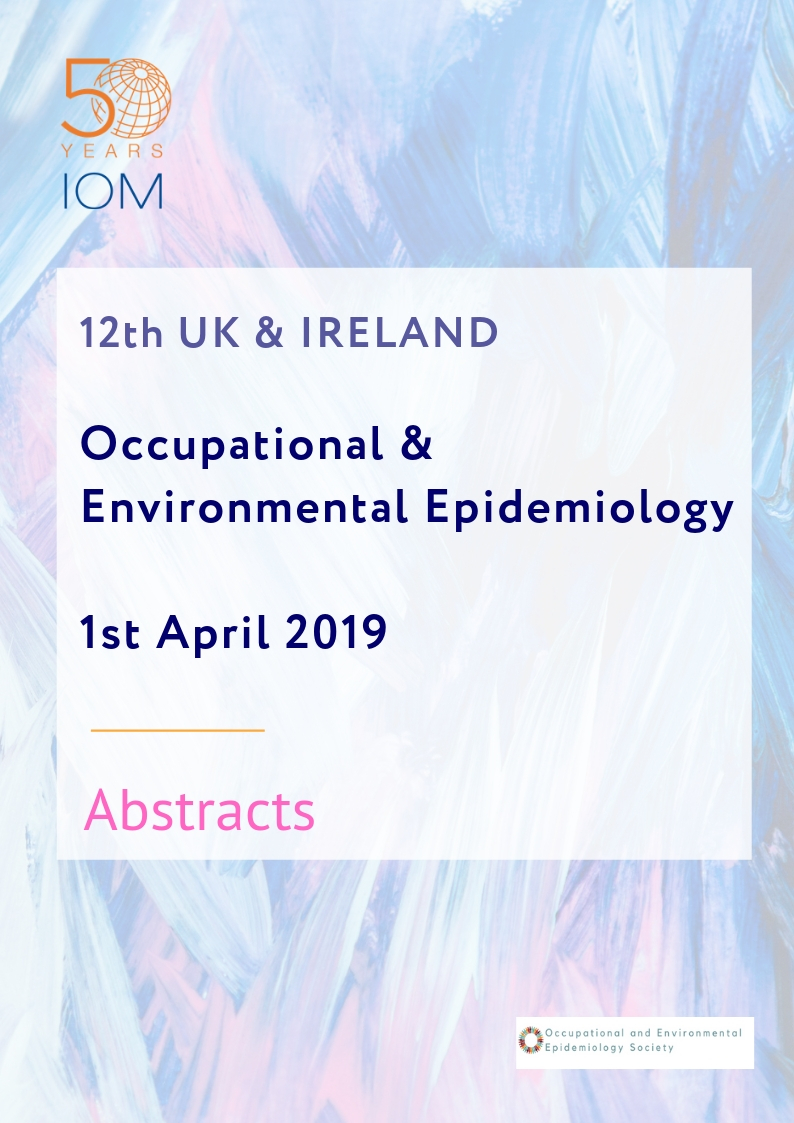 50
YEARS
IOM
12th UK & IRELAND
Occupational &
Environmental Epidemiology
1st April 2019
Abstracts
Occupational and Environmental
Epidemiology Society